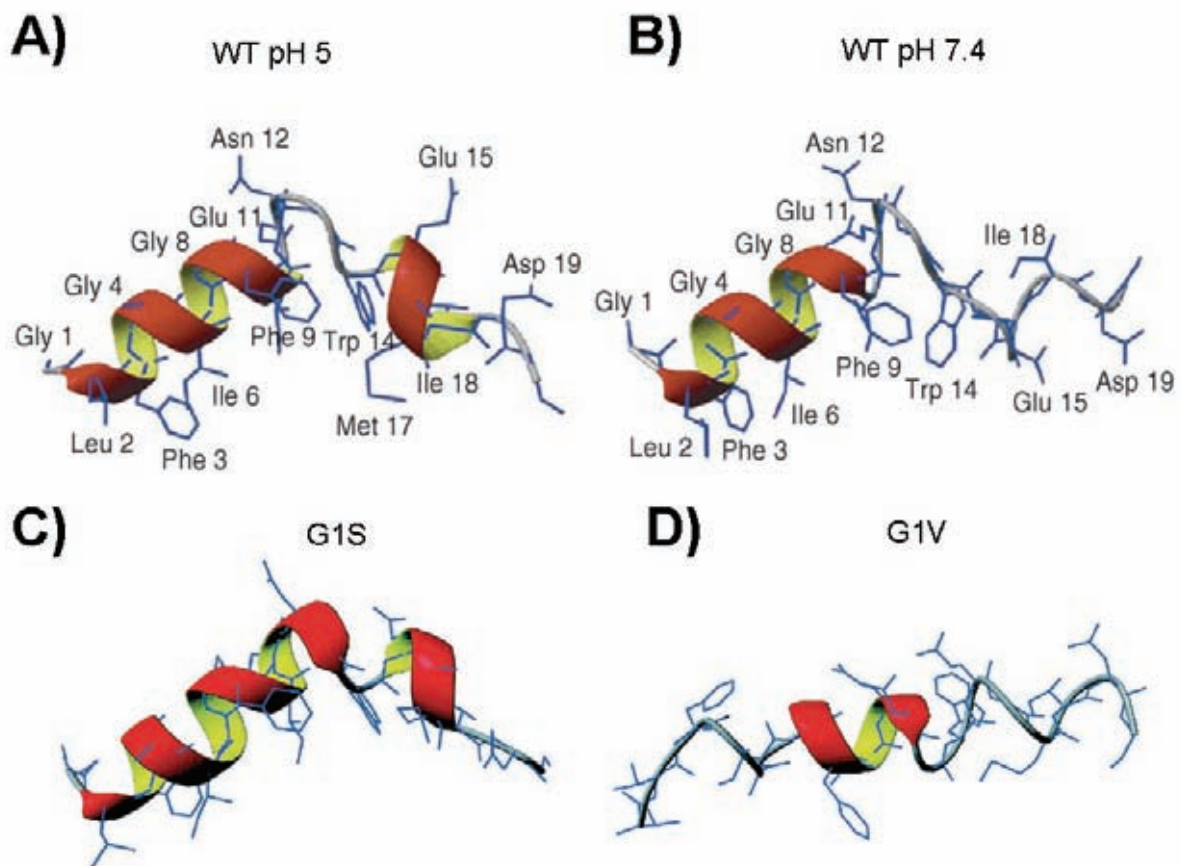 A)
WT pH 5
Asn 12
Glu 15
Glu 11
Gly 8
Gly 4
Asp 19
Gly 1
Phe 9
Trp 14
Ile 18
Ile 6
Met 17
Leu 2
Phe 3
B)
WT pH 7.4
Asn 12
Glu 11
Ile 18
Gly 8
Gly 4
Gly 1
Phe 9
Trp 14
Asp 19
Glu 15
Ile 6
Phe 3
Leu 2
C)
G1S
D)
G1V